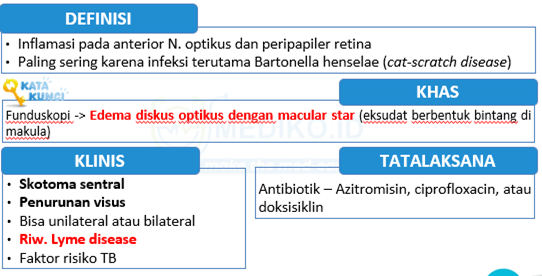 DEFINISI
• Inflamasi pada anterior N. optikus dan peripapiler retina
• Paling sering karena infeksi terutama Bartonella henselae (cat-scratch disease)
KATA
KUNCI
KHAS
Funduskopi -> Edema diskus optikus dengan macular star (eksudat berbentuk bintang di
makula)
MEDIKO.ID
KLINIS
• Skotoma sentral
• Penurunan visus
• Bisa unilateral atau bilateral
• Riw. Lyme disease
• Faktor risiko TB
TATALAKSANA
Antibiotik – Azitromisin, ciprofloxacin, atau
doksisiklin